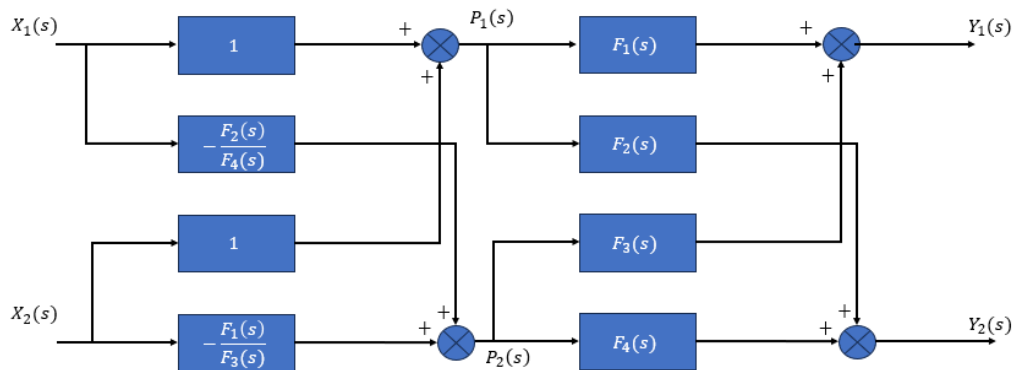 X₁(s)
1
+
+
P₁(s)
F₁(s)
+
+
Y₁(s)
−F₂(s)/F₄(s)
F₂(s)
1
F₃(s)
X₂(s)
−F₁(s)/F₃(s)
+
+
P₂(s)
F₄(s)
+
+
Y₂(s)